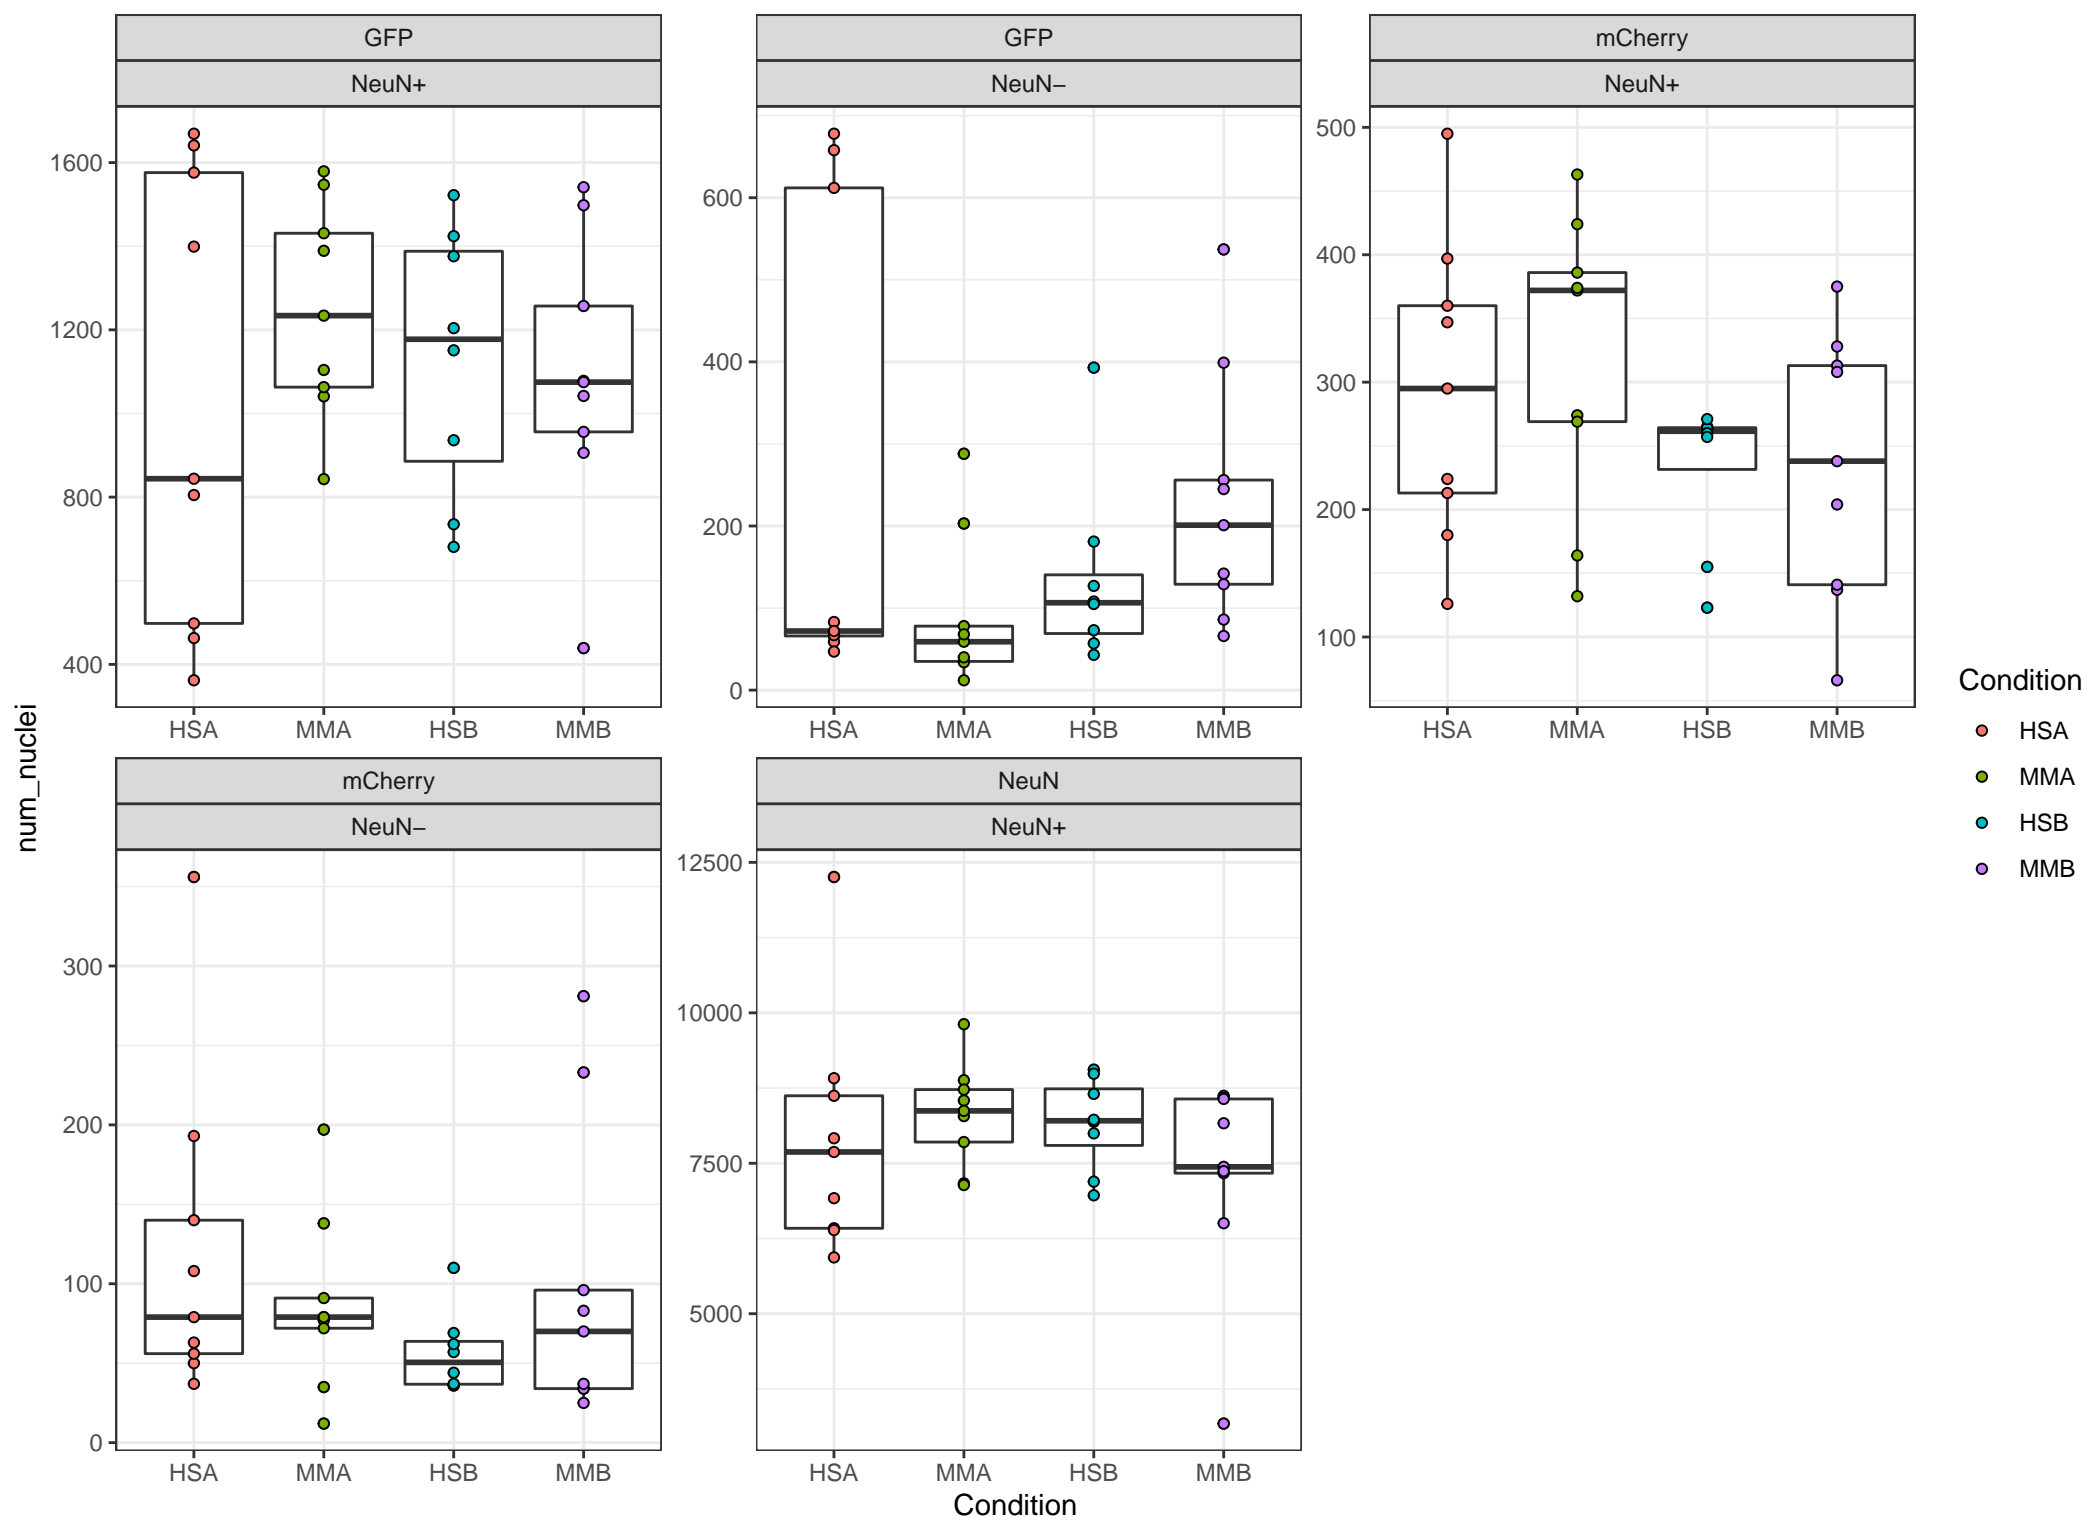 GFP
NeuN+
1600
1200
800
400
HSA MMA HSB MMB
GFP
NeuN−
600
400
200
0
HSA MMA HSB MMB
mCherry
NeuN+
500
400
300
200
100
HSA MMA HSB MMB
num_nuclei
mCherry
NeuN−
300
200
100
0
HSA MMA HSB MMB
NeuN
NeuN+
12500
10000
7500
5000
HSA MMA HSB MMB
Condition
Condition
HSA
MMA
HSB
MMB